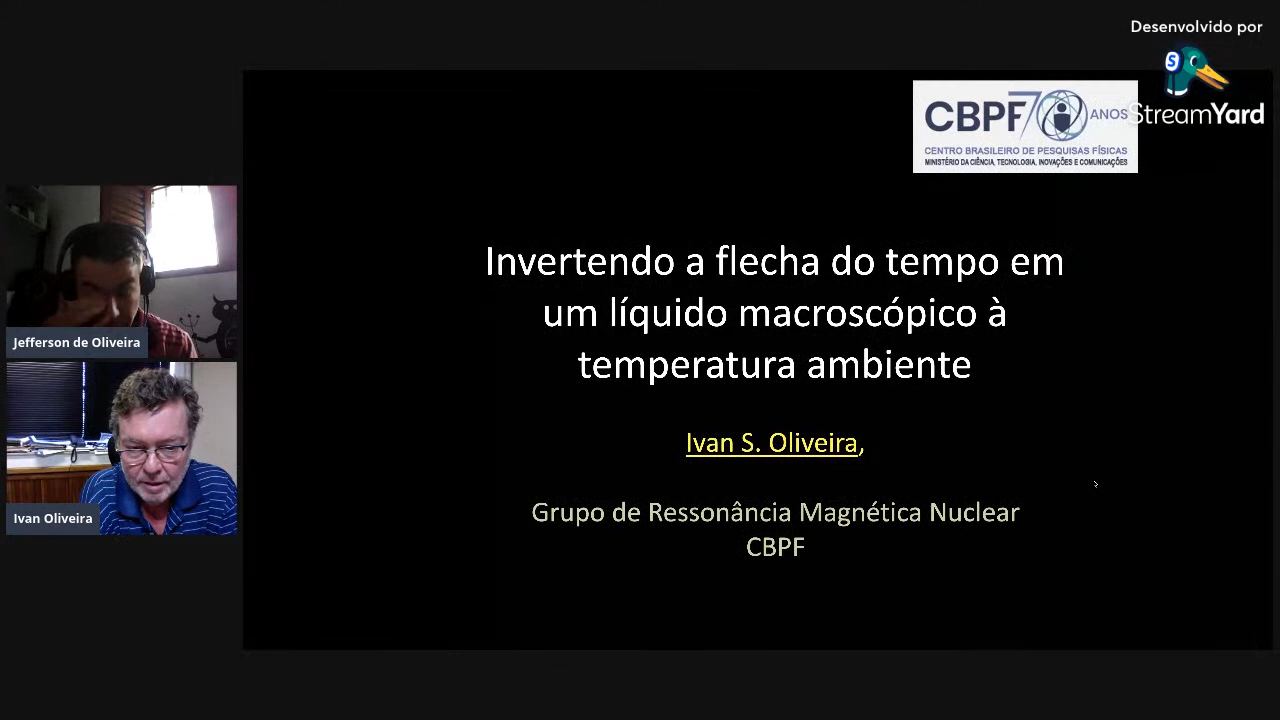 Desenvolvido por
StreamYard
CBPF 70 ANOS
CENTRO BRASILEIRO DE PESQUISAS FÍSICAS
MINISTÉRIO DA CIÊNCIA, TECNOLOGIA, INOVAÇÕES E COMUNICAÇÕES
Invertendo a flecha do tempo em
um líquido macroscópico à
temperatura ambiente
Ivan S. Oliveira,
Grupo de Ressonância Magnética Nuclear
CBPF
Jefferson de Oliveira
Ivan Oliveira